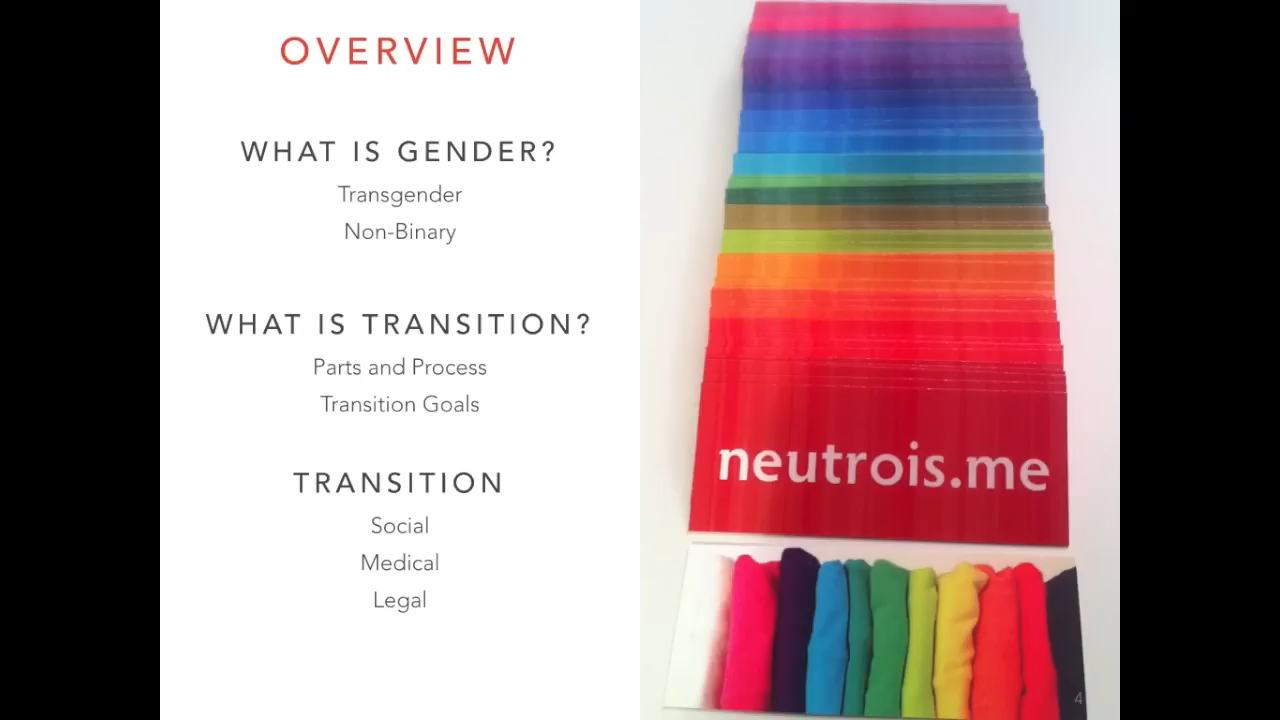 OVERVIEW
WHAT IS GENDER?
Transgender
Non-Binary
WHAT IS TRANSITION?
Parts and Process
Transition Goals
TRANSITION
Social
Medical
Legal
neutrois.me
4